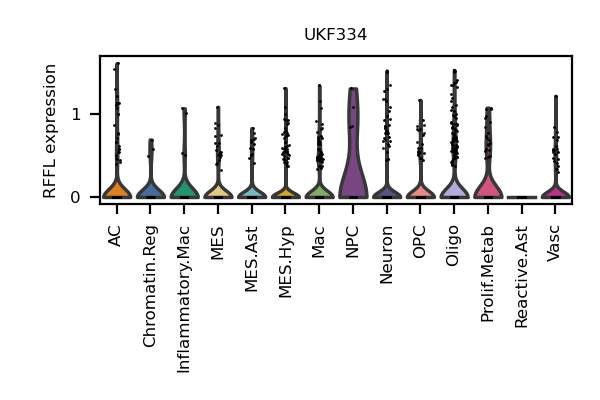 UKF334
RFFL expression
1
0
AC
Chromatin.Reg
Inflammatory.Mac
MES
MES.Ast
MES.Hyp
Mac
NPC
Neuron
OPC
Oligo
Prolif.Metab
Reactive.Ast
Vasc